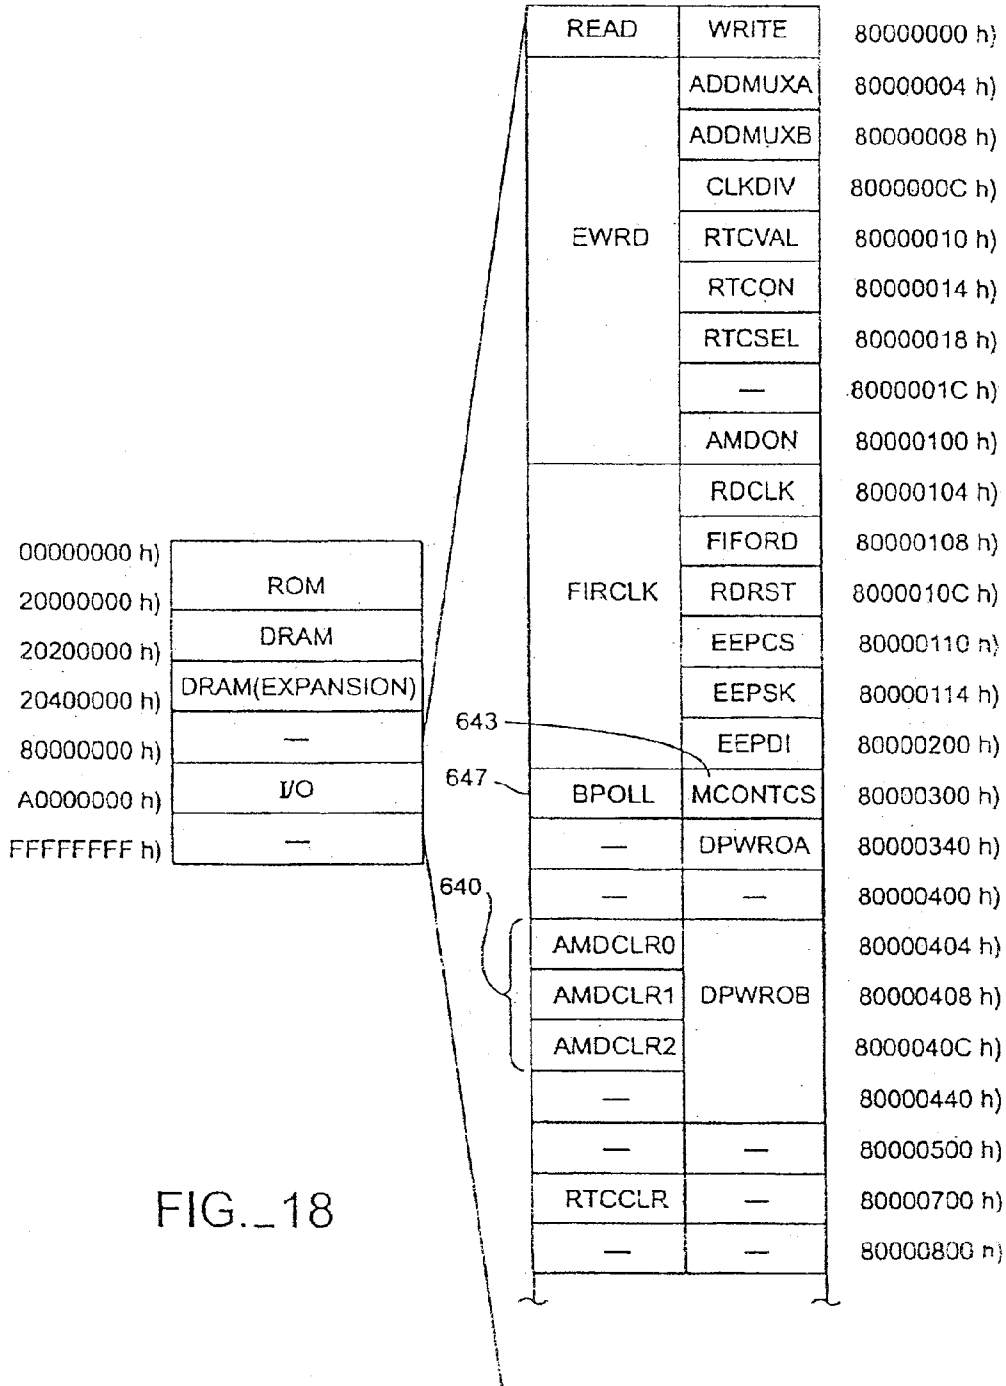 READ WRITE 80000000 h)
ADDMUXA 80000004 h)
ADDMUXB 80000008 h)
CLKDIV 8000000C h)
EWRD RTCVAL 80000010 h)
RTCON 80000014 h)
RTCSEL 80000018 h)
— 8000001C h)
AMDON 80000100 h)
RDCLK 80000104 h)
FIFORD 80000108 h)
FIRCLK RDRST 8000010C h)
EEPCS 80000110 h)
EEPSK 80000114 h)
EEPDI 80000200 h)
BPOLL MCONTCS 80000300 h)
— DPWROA 80000340 h)
— — 80000400 h)
AMDCLR0 80000404 h)
AMDCLR1 DPWROB 80000408 h)
AMDCLR2 8000040C h)
— 80000440 h)
— — 80000500 h)
RTCCLR — 80000700 h)
— — 80000800 h)
00000000 h)
ROM
20000000 h)
DRAM
20200000 h)
DRAM(EXPANSION)
20400000 h)
—
80000000 h)
I/O
A0000000 h)
—
FFFFFFFF h)
643
647
640
FIG._18